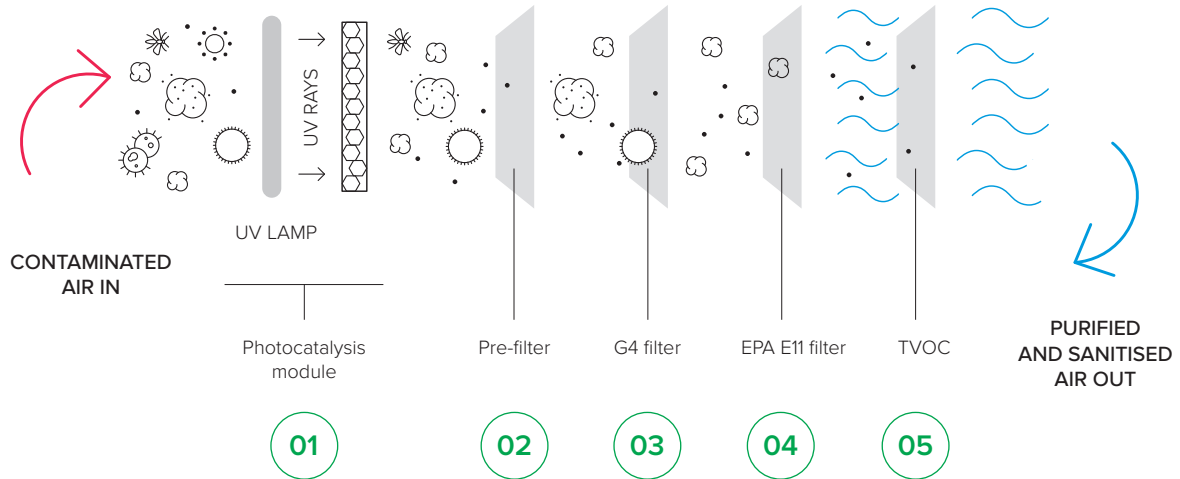 UV RAYS
UV LAMP
CONTAMINATED
AIR IN
Photocatalysis
module
Pre-filter
G4 filter
EPA E11 filter
TVOC
PURIFIED
AND SANITISED
AIR OUT
01
02
03
04
05